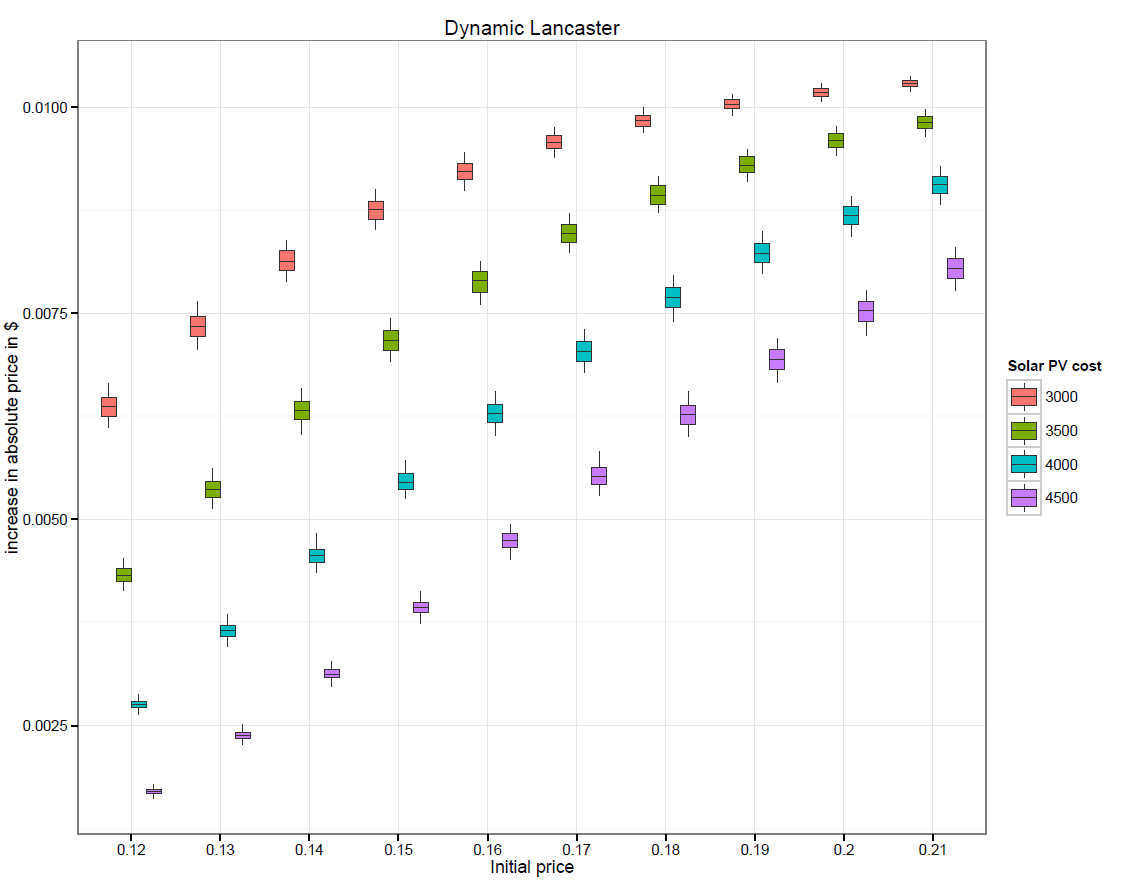 Dynamic Lancaster
0.0100
0.0075
0.0050
0.0025
increase in absolute price in $
0.12 0.13 0.14 0.15 0.16 0.17 0.18 0.19 0.2 0.21
Initial price
Solar PV cost
3000
3500
4000
4500